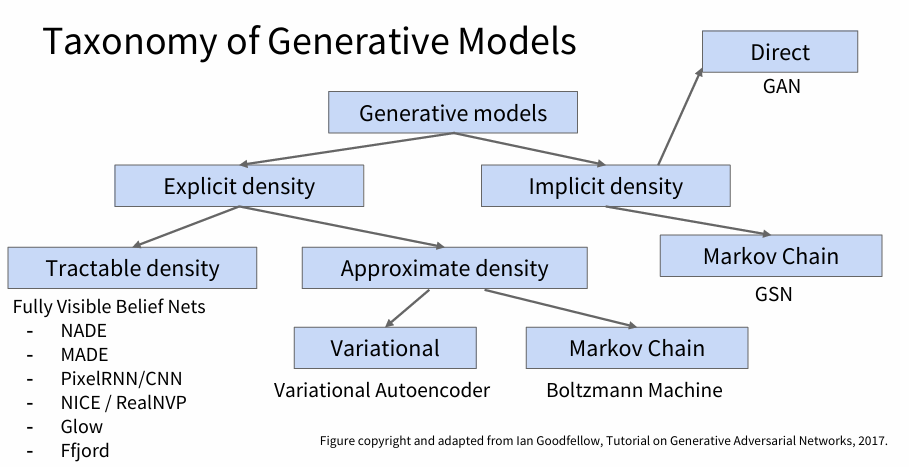 Taxonomy of Generative Models
Direct
GAN
Generative models
Explicit density
Implicit density
Tractable density
Approximate density
Markov Chain
GSN
Fully Visible Belief Nets
- NADE
- MADE
- PixelRNN/CNN
- NICE / RealNVP
- Glow
- Ffjord
Variational
Markov Chain
Variational Autoencoder
Boltzmann Machine
Figure copyright and adapted from Ian Goodfellow, Tutorial on Generative Adversarial Networks, 2017.